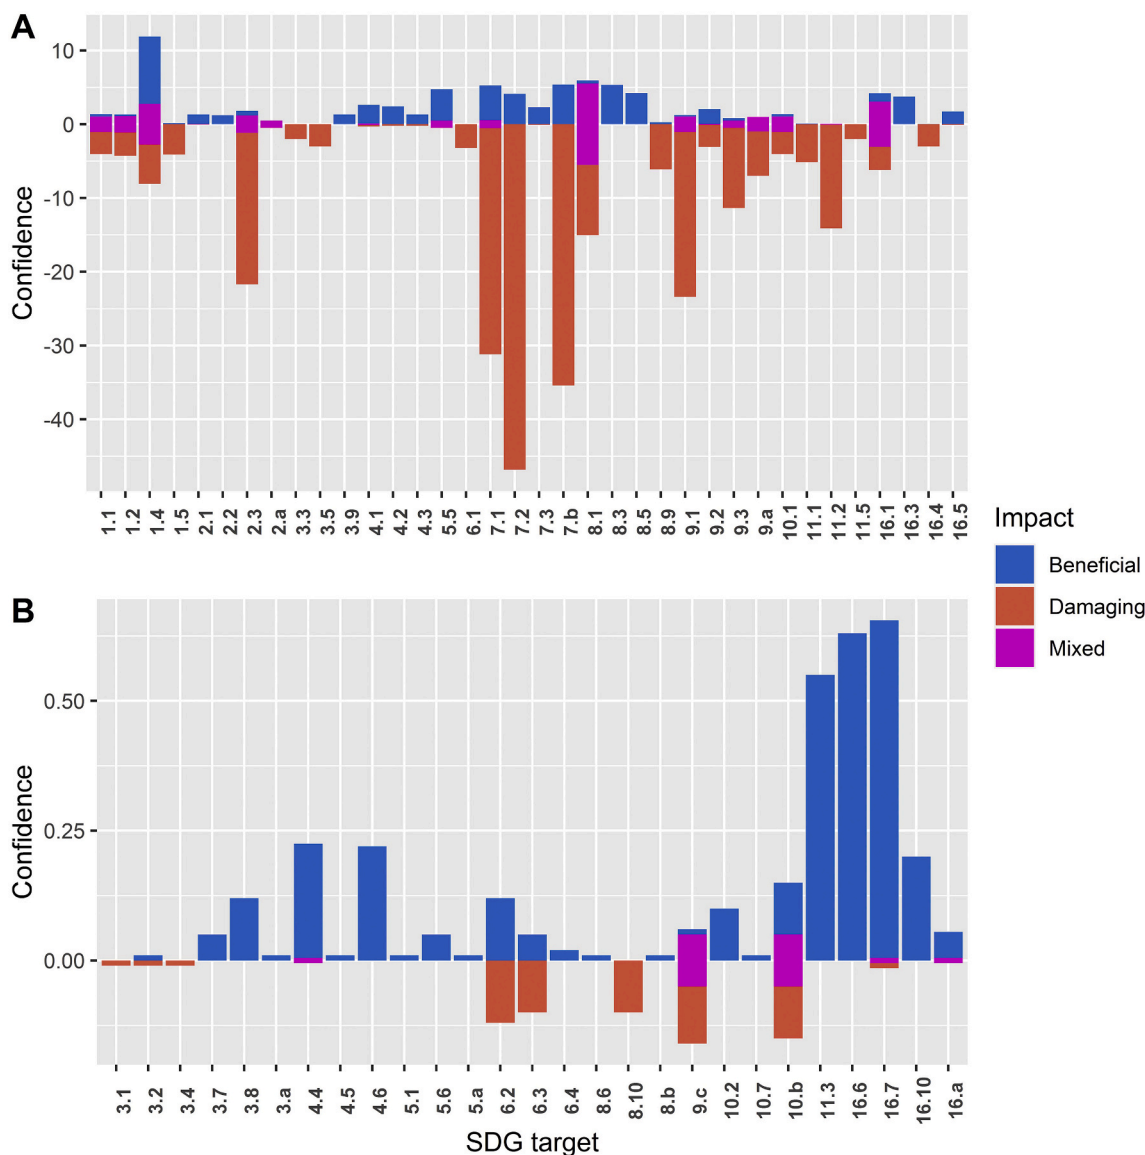 A
10
0
-10
-20
-30
-40
Confidence
1.1 1.2 1.4 1.5 2.1 2.2 2.3 2.a 3.3 3.5 3.9 4.1 4.2 4.3 5.5 6.1 7.1 7.2 7.3 7.b 8.1 8.3 8.5 8.9 9.1 9.2 9.3 9.a 10.1 11.1 11.2 11.5 16.1 16.3 16.4 16.5
Impact
Beneficial
Damaging
Mixed
B
0.50
0.25
0.00
Confidence
3.1 3.2 3.4 3.7 3.8 3.a 4.4 4.5 4.6 5.1 5.6 5.a 6.2 6.3 6.4 8.6 8.10 8.b 9.c 10.2 10.7 10.b 11.3 16.6 16.7 16.10 16.a
SDG target